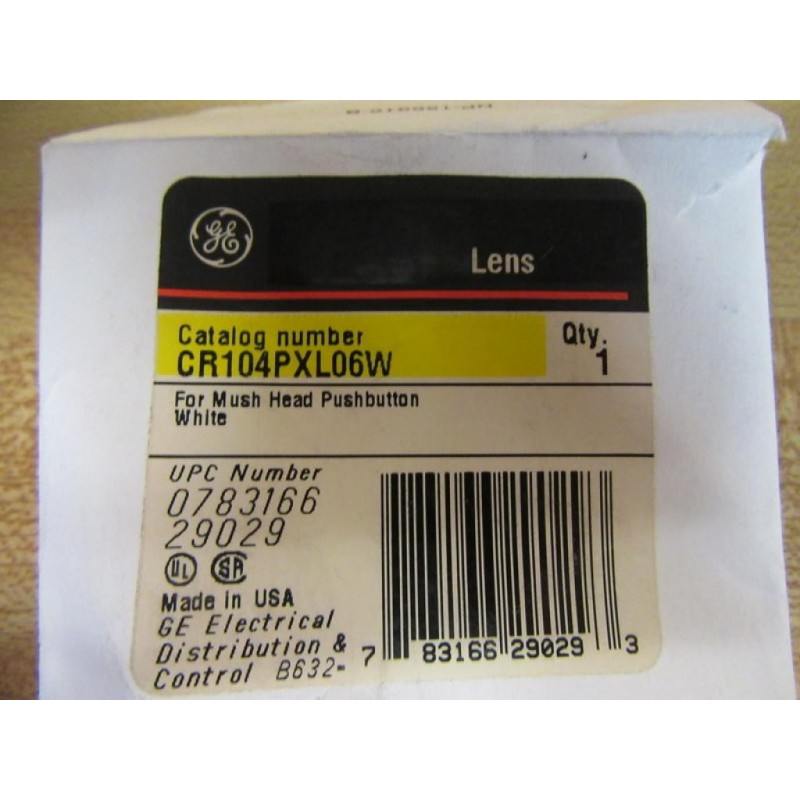 GE
Lens
Catalog number
CR104PXL06W
Qty.
1
For Mush Head Pushbutton
White
UPC Number
0783166
29029
UL SA
Made in USA
GE Electrical
Distribution &
Control B632-
7 83166 29029 3